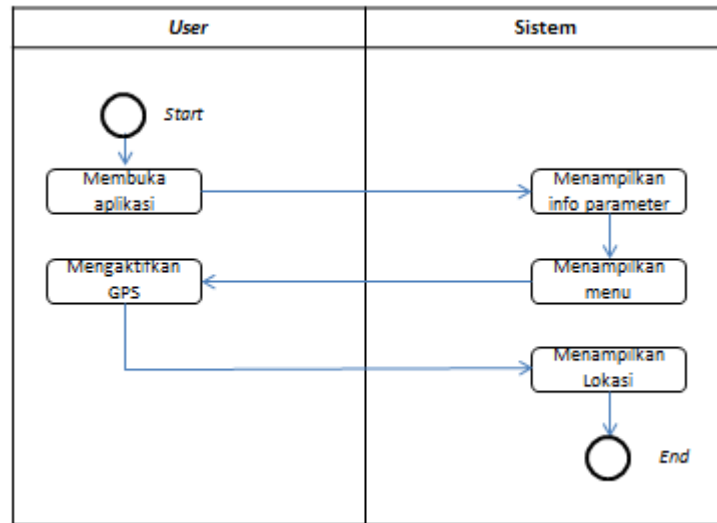 User
Sistem
Start
Membuka
aplikasi
Menampilkan
info parameter
Mengaktifkan
GPS
Menampilkan
menu
Menampilkan
Lokasi
End